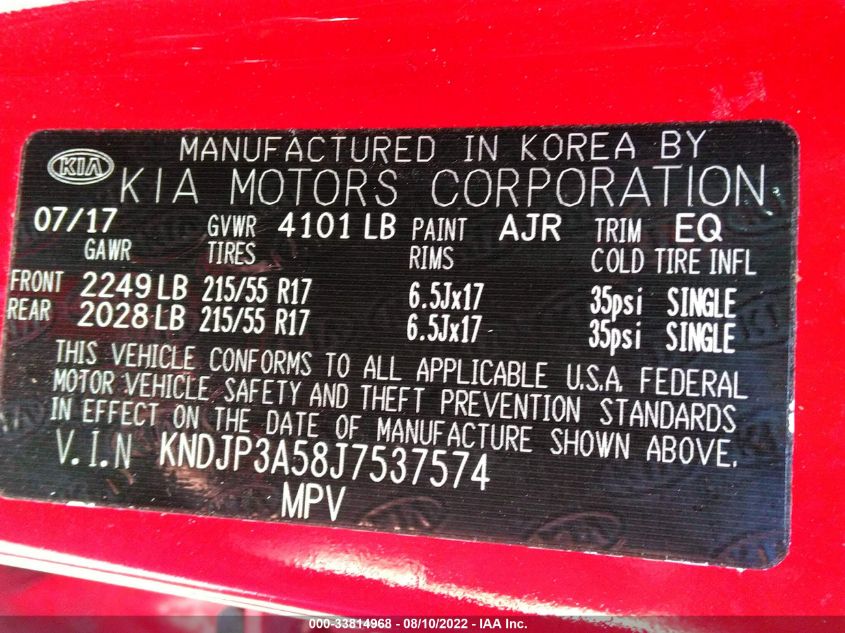 MANUFACTURED IN KOREA BY
KIA
KIA MOTORS CORPORATION
07/17 GVWR 4101 LB PAINT AJR TRIM EQ
GAWR TIRES RIMS COLD TIRE INFL
FRONT 2249 LB 215/55 R17 6.5Jx17 35psi SINGLE
REAR 2028 LB 215/55 R17 6.5Jx17 35psi SINGLE
THIS VEHICLE CONFORMS TO ALL APPLICABLE U.S.A. FEDERAL
MOTOR VEHICLE SAFETY AND THEFT PREVENTION STANDARDS
IN EFFECT ON THE DATE OF MANUFACTURE SHOWN ABOVE.
V.I.N KNDJP3A58J7537574
MPV
000-33814968 - 08/10/2022 - IAA Inc.